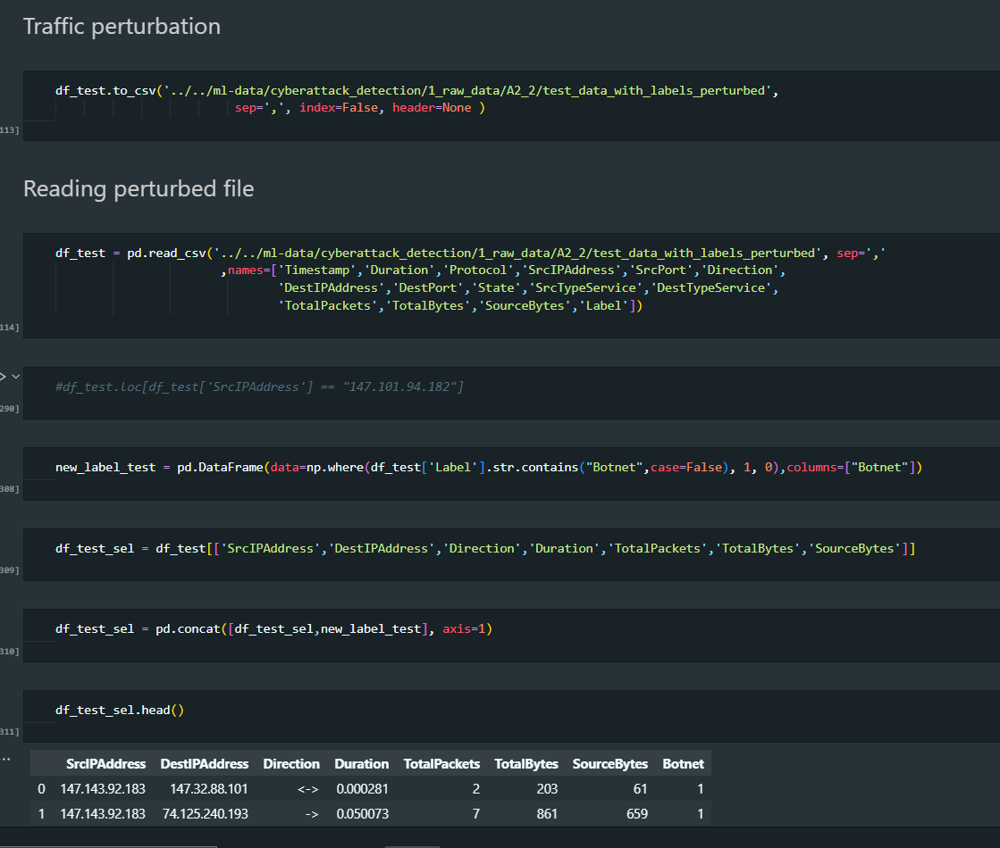 Traffic perturbation
df_test.to_csv('../../ml-data/cyberattack_detection/1_raw_data/A2_2/test_data_with_labels_perturbed',
sep=',', index=False, header=None )
113]
Reading perturbed file
df_test = pd.read_csv('../../ml-data/cyberattack_detection/1_raw_data/A2_2/test_data_with_labels_perturbed', sep=','
,names=['Timestamp','Duration','Protocol','SrcIPAddress','SrcPort','Direction',
'DestIPAddress','DestPort','State','SrcTypeService','DestTypeService',
'TotalPackets','TotalBytes','SourceBytes','Label'])
114]
#df_test.loc[df_test['SrcIPAddress'] == "147.101.94.182"]
290]
new_label_test = pd.DataFrame(data=np.where(df_test['Label'].str.contains("Botnet",case=False), 1, 0),columns=["Botnet"])
308]
df_test_sel = df_test[['SrcIPAddress','DestIPAddress','Direction','Duration','TotalPackets','TotalBytes','SourceBytes']]
309]
df_test_sel = pd.concat([df_test_sel,new_label_test], axis=1)
310]
df_test_sel.head()
311]
...
SrcIPAddress DestIPAddress Direction Duration TotalPackets TotalBytes SourceBytes Botnet
0 147.143.92.183 147.32.88.101 <-> 0.000281 2 203 61 1
1 147.143.92.183 74.125.240.193 -> 0.050073 7 861 659 1